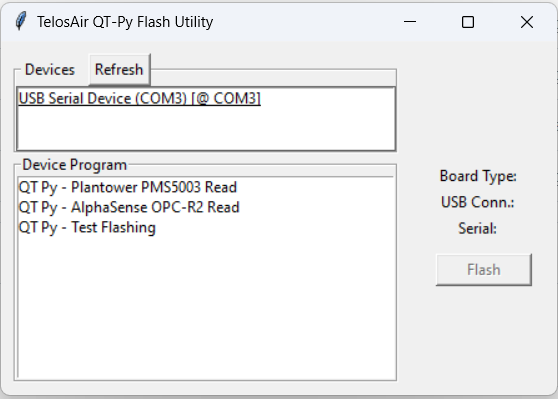 TelosAir QT-Py Flash Utility
Devices Refresh
USB Serial Device (COM3) [@ COM3]
Device Program
QT Py - Plantower PMS5003 Read
QT Py - AlphaSense OPC-R2 Read
QT Py - Test Flashing
Board Type:
USB Conn.:
Serial:
Flash